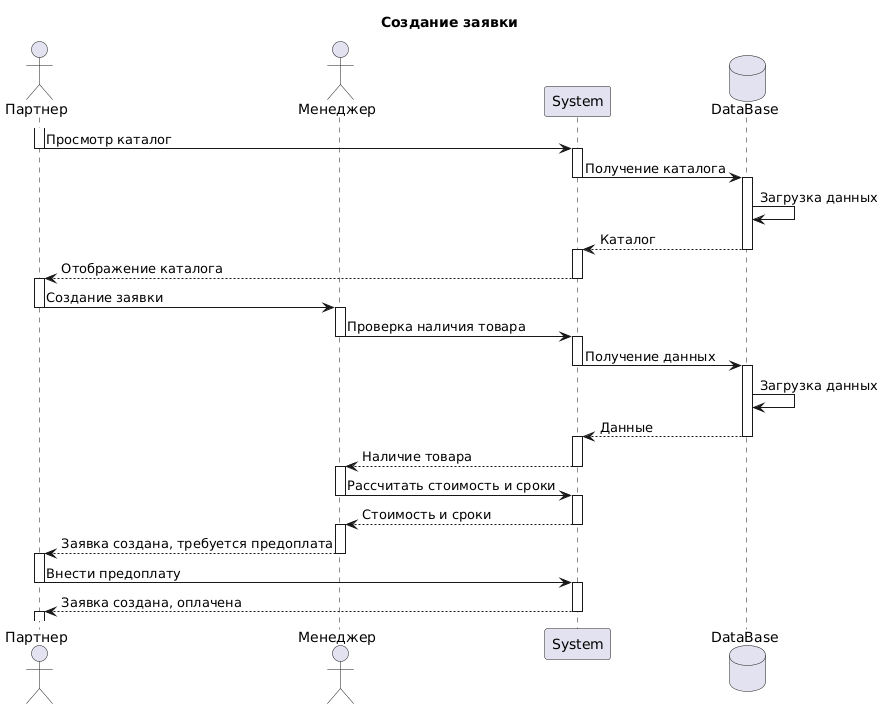 Создание заявки
Партнер
Менеджер
System
DataBase
Просмотр каталог
Получение каталога
Загрузка данных
Каталог
Отображение каталога
Создание заявки
Проверка наличия товара
Получение данных
Загрузка данных
Данные
Наличие товара
Рассчитать стоимость и сроки
Стоимость и сроки
Заявка создана, требуется предоплата
Внести предоплату
Заявка создана, оплачена
Партнер
Менеджер
System
DataBase